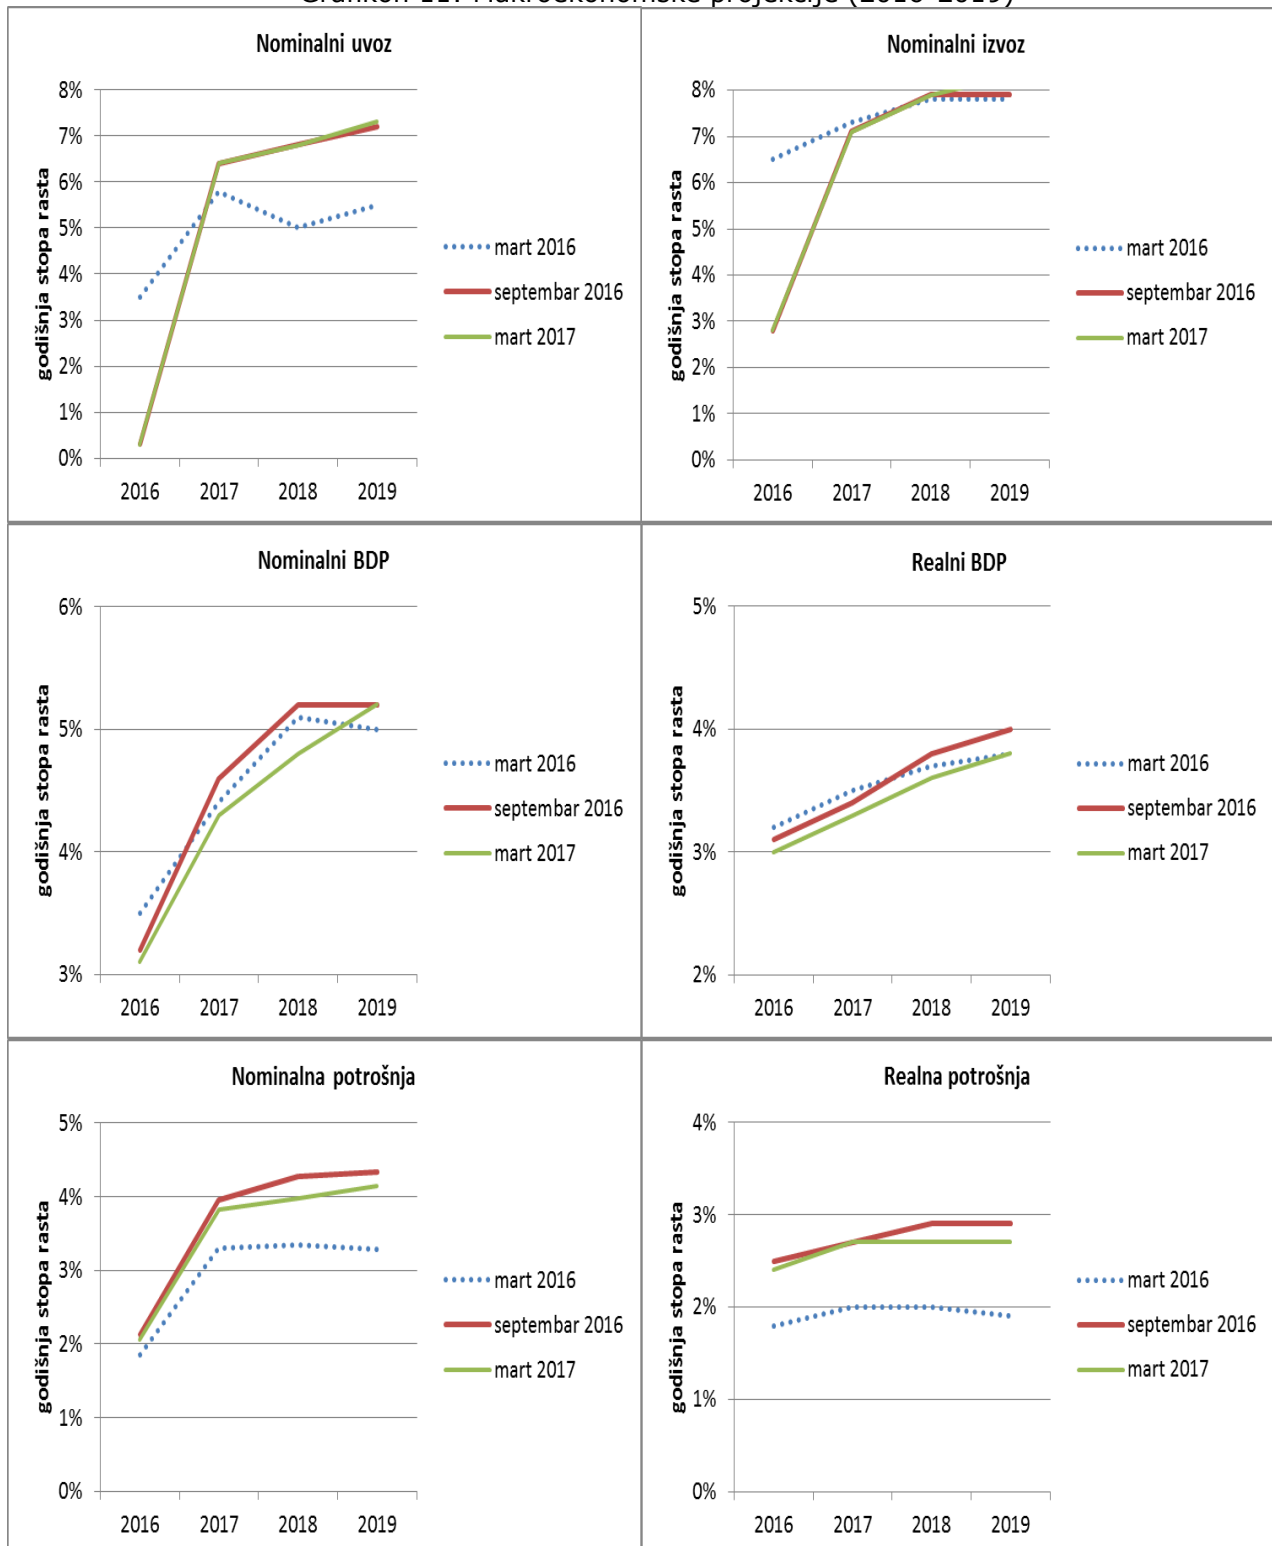 Grafikon 11: Makroekonomske projekcije (2016-2019)
Nominalni uvoz
godišnja stopa rasta
8%
7%
6%
5%
4%
3%
2%
1%
0%
2016 2017 2018 2019
mart 2016
septembar 2016
mart 2017
Nominalni izvoz
godišnja stopa rasta
8%
7%
6%
5%
4%
3%
2%
1%
0%
2016 2017 2018 2019
mart 2016
septembar 2016
mart 2017
Nominalni BDP
godišnja stopa rasta
6%
5%
4%
3%
2016 2017 2018 2019
mart 2016
septembar 2016
mart 2017
Realni BDP
godišnja stopa rasta
5%
4%
3%
2%
2016 2017 2018 2019
mart 2016
septembar 2016
mart 2017
Nominalna potrošnja
godišnja stopa rasta
5%
4%
3%
2%
1%
0%
2016 2017 2018 2019
mart 2016
septembar 2016
mart 2017
Realna potrošnja
godišnja stopa rasta
4%
3%
2%
1%
0%
2016 2017 2018 2019
mart 2016
septembar 2016
mart 2017